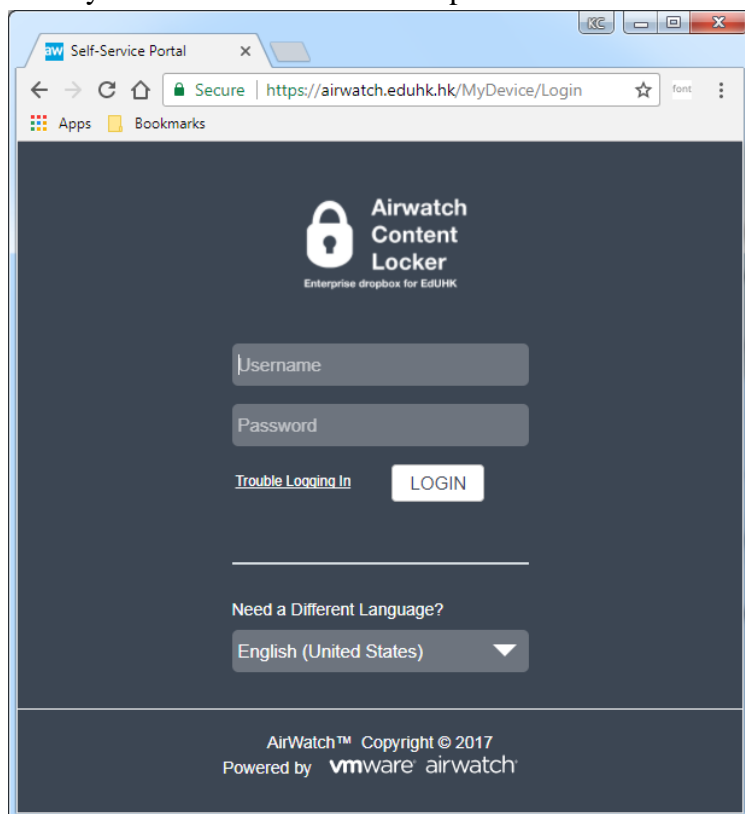 KC
aw Self-Service Portal
Secure | https://airwatch.eduhk.hk/MyDevice/Login
font
Apps Bookmarks
Airwatch
Content
Locker
Enterprise dropbox for EdUHK
Username
Password
Trouble Logging In LOGIN
Need a Different Language?
English (United States)
AirWatch™ Copyright © 2017
Powered by vmware airwatch